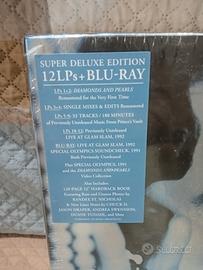 SUPER DELUXE EDITION
12LPs+BLU-RAY
LPs 1+2: DIAMONDS AND PEARLS
Remastered for the Very First Time
LPs 3+4: SINGLE MIXES & EDITS Remastered
LPs 5-9: 33 TRACKS / 180 MINUTES
of Previously Unreleased Music From Prince's Vault
LPs 10-12: Previously Unreleased
LIVE AT GLAM SLAM, 1992
BLU-RAY: LIVE AT GLAM SLAM, 1992
SPECIAL OLYMPICS SOUNDCHECK, 1991
Both Previously Unreleased
Plus SPECIAL OLYMPICS, 1991
and the DIAMONDS AND PEARLS
Video Collection
Also Includes:
120-PAGE 12" HARDBACK BOOK
Featuring Rare and Unseen Photos by
RANDEE ST. NICHOLAS
& New Liner Notes by CHUCK D,
JASON DRAPER, ANDREA SWENSSON,
DUANE TUDAHL, and More
subito